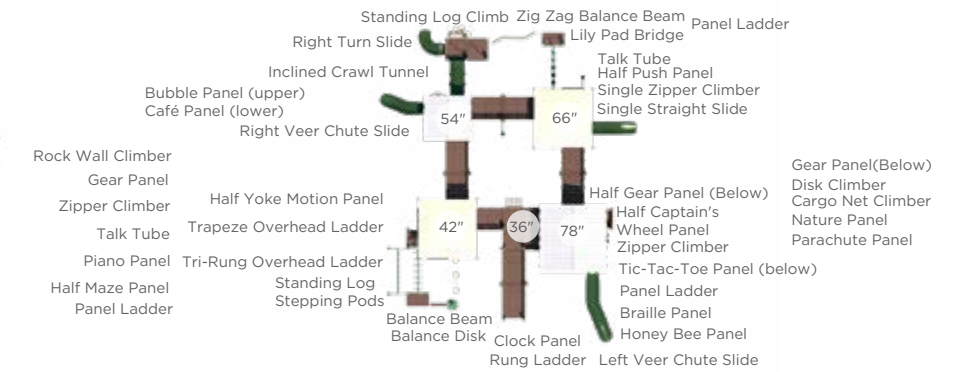 Standing Log Climb
Zig Zag Balance Beam
Panel Ladder
Right Turn Slide
Lily Pad Bridge
Inclined Crawl Tunnel
Talk Tube
Half Push Panel
Bubble Panel (upper)
Single Zipper Climber
Café Panel (lower)
Single Straight Slide
54"
66"
Right Veer Chute Slide
Rock Wall Climber
Gear Panel(Below)
Gear Panel
Disk Climber
Half Yoke Motion Panel
Half Gear Panel (Below)
Cargo Net Climber
Zipper Climber
Half Captain's
Nature Panel
Trapeze Overhead Ladder
42"
36"
78"
Wheel Panel
Talk Tube
Parachute Panel
Zipper Climber
Piano Panel
Tri-Rung Overhead Ladder
Tic-Tac-Toe Panel (below)
Standing Log
Half Maze Panel
Panel Ladder
Stepping Pods
Panel Ladder
Braille Panel
Balance Beam
Balance Disk
Honey Bee Panel
Clock Panel
Rung Ladder
Left Veer Chute Slide